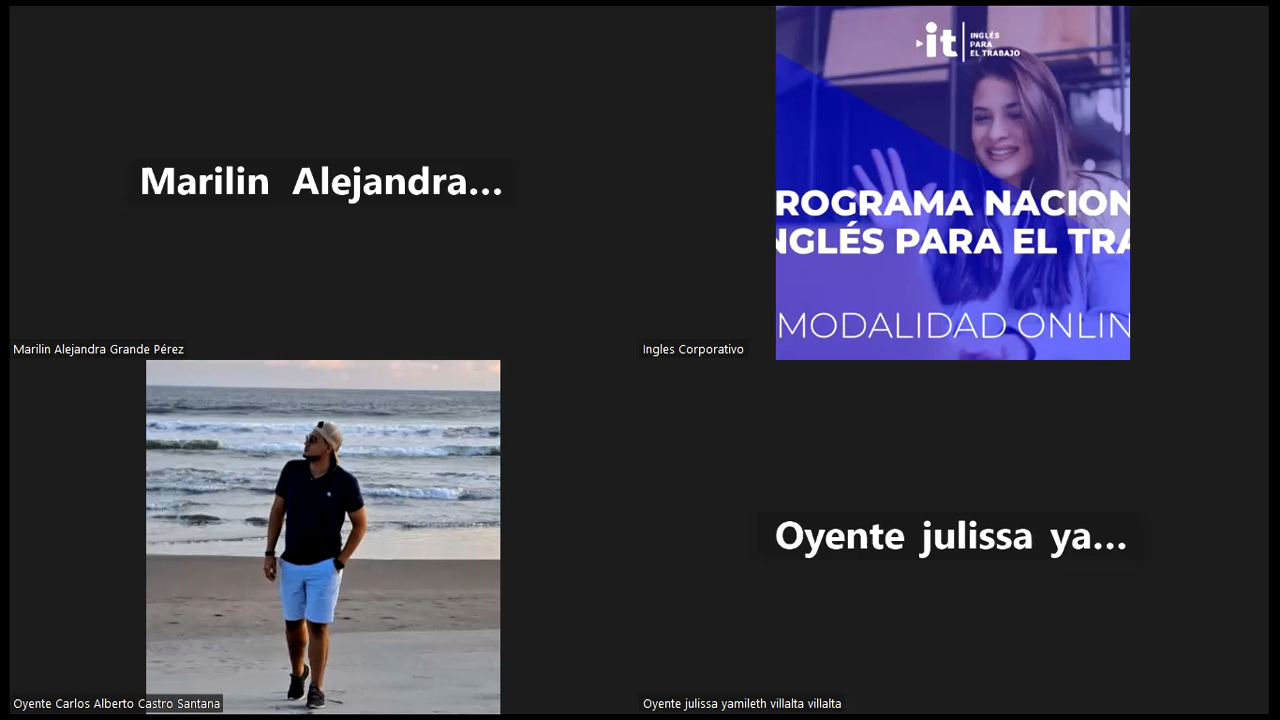 Marilin Alejandra...
Marilin Alejandra Grande Pérez
it
INGLÉS
PARA
EL TRABAJO
ROGRAMA NACION
NGLÉS PARA EL TRA
MODALIDAD ONLIN
Ingles Corporativo
Oyente Carlos Alberto Castro Santana
Oyente julissa ya...
Oyente julissa yamileth villalta villalta